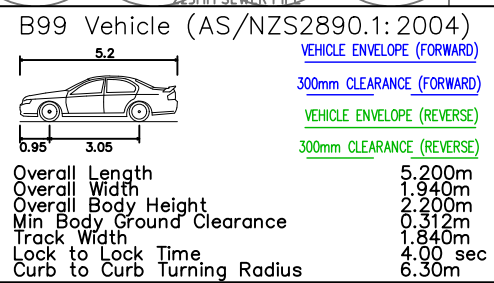 25mm SEWER PIPE
B99 Vehicle (AS/NZS2890.1:2004)
5.2
0.95 3.05
VEHICLE ENVELOPE (FORWARD)
300mm CLEARANCE (FORWARD)
VEHICLE ENVELOPE (REVERSE)
300mm CLEARANCE (REVERSE)
Overall Length 5.200m
Overall Width 1.940m
Overall Body Height 2.200m
Min Body Ground Clearance 0.312m
Track Width 1.840m
Lock to Lock Time 4.00 sec
Curb to Curb Turning Radius 6.30m